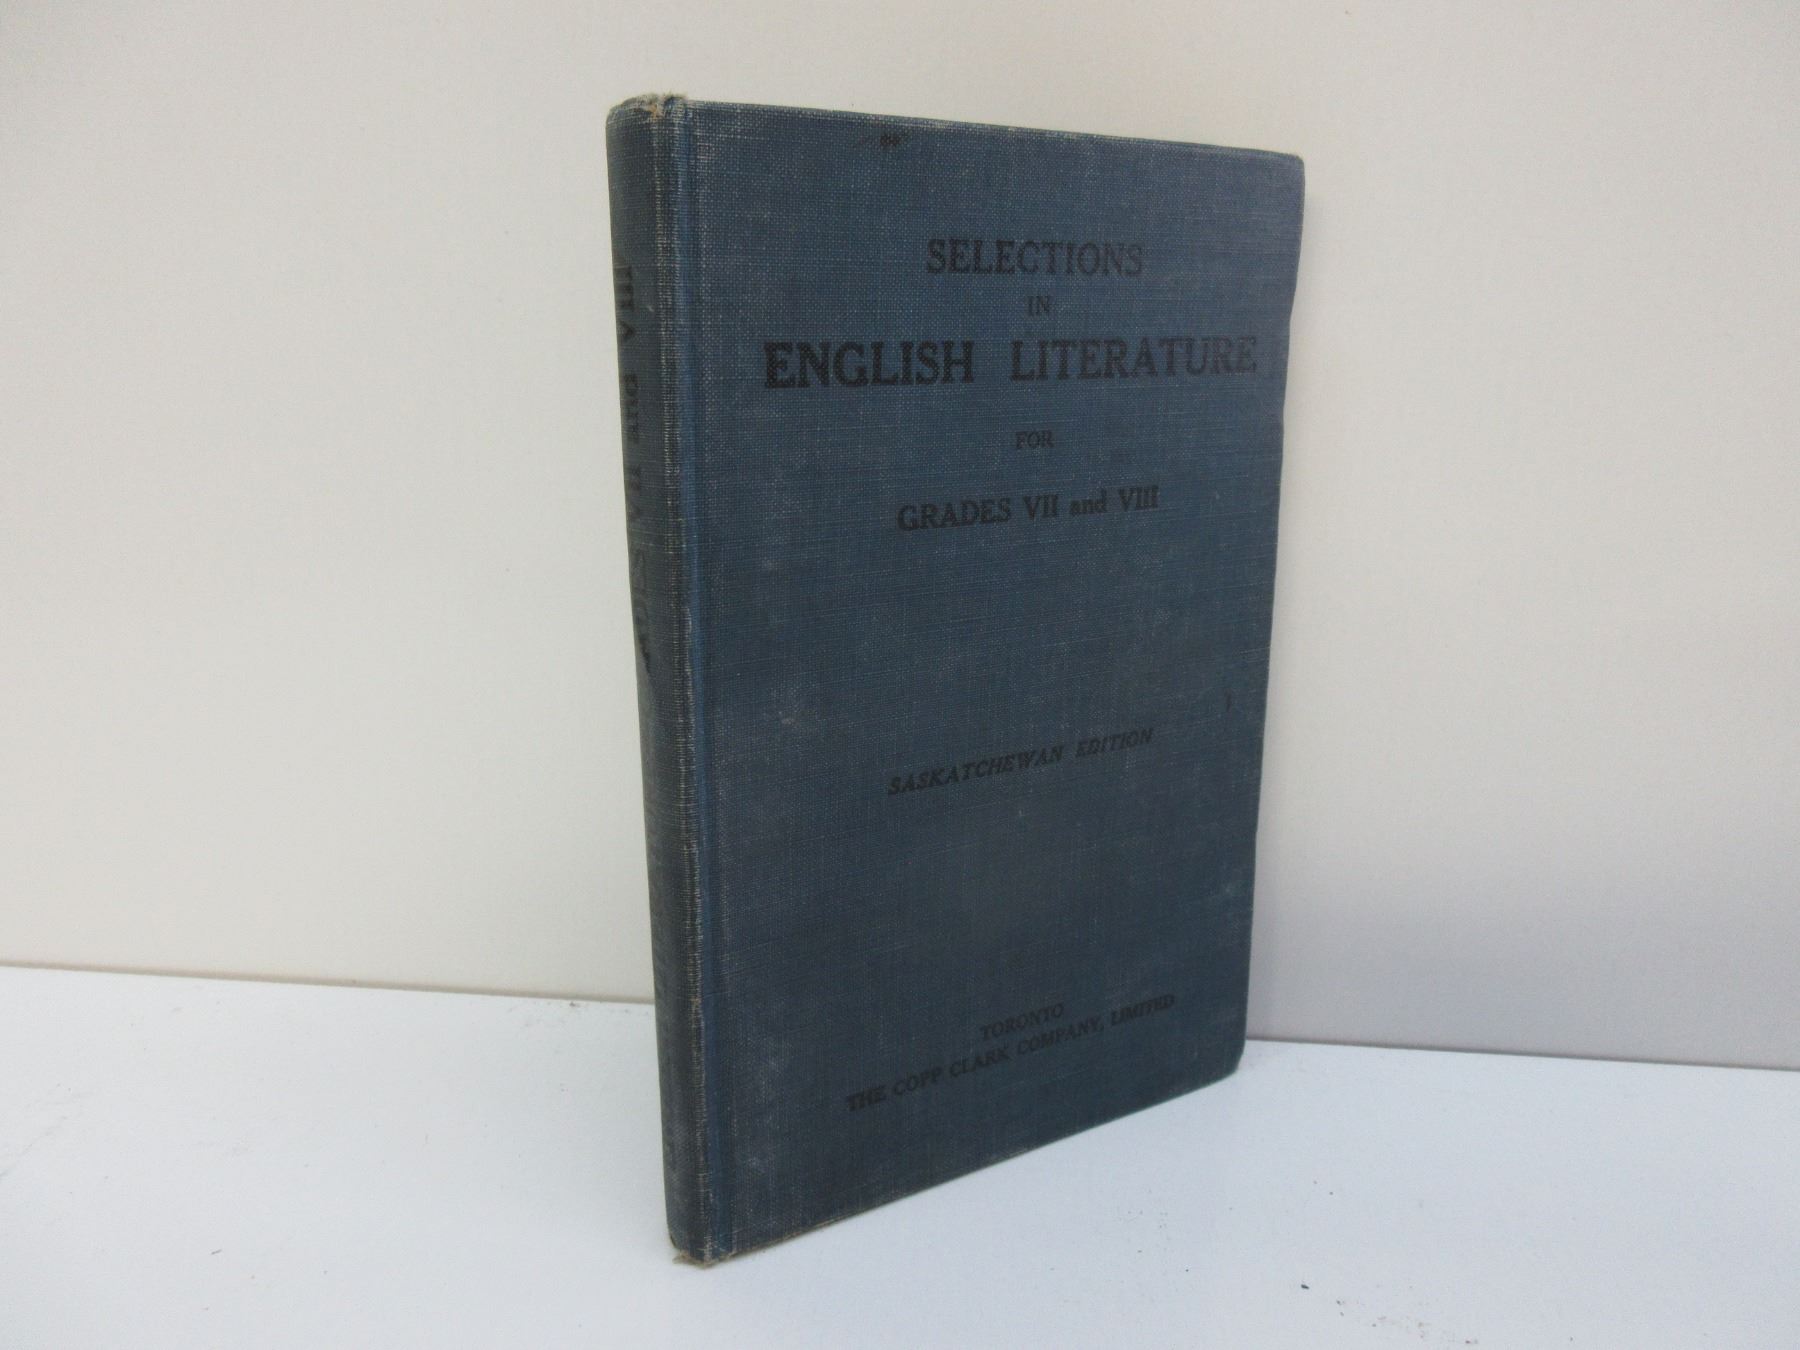 SELECTIONS
IN
ENGLISH LITERATURE
FOR
GRADES VII and VIII
SASKATCHEWAN EDITION
TORONTO
THE COPP CLARK COMPANY, LIMITED